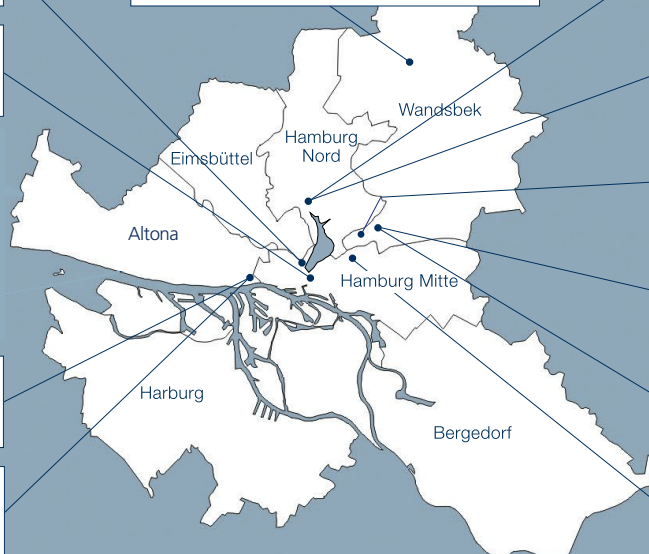 Wandsbek
Hamburg
Nord
Eimsbüttel
Altona
Hamburg Mitte
Harburg
Bergedorf